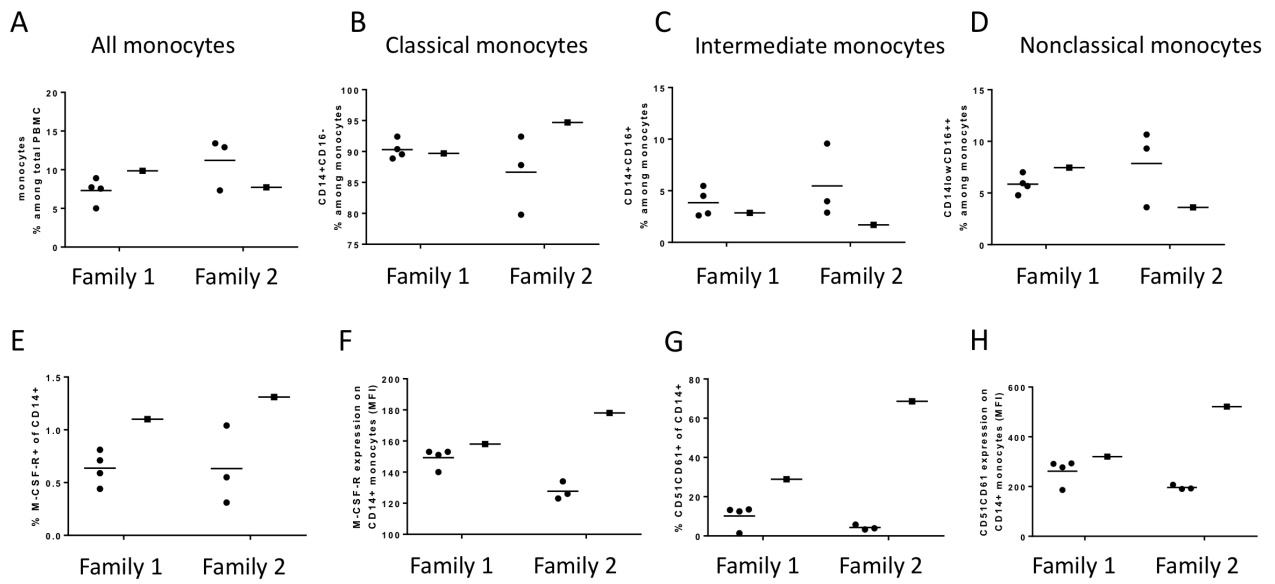 A
All monocytes
monocytes
% among total PBMC
20
15
10
5
0
Family 1
Family 2
B
Classical monocytes
CD14+CD16-
% among monocytes
100
95
90
85
80
75
Family 1
Family 2
C
Intermediate monocytes
CD14+CD16+
% among monocytes
15
10
5
0
Family 1
Family 2
D
Nonclassical monocytes
CD14lowCD16++
% among monocytes
15
10
5
0
Family 1
Family 2
E
% M-CSF-R+ of CD14+
1.5
1.0
0.5
0.0
Family 1
Family 2
F
M-CSF-R expression on
CD14+ monocytes (MFI)
200
180
160
140
120
100
Family 1
Family 2
G
% CD51CD61+ of CD14+
80
60
40
20
0
Family 1
Family 2
H
CD51CD61 expression on
CD14+ monocytes (MFI)
600
400
200
0
Family 1
Family 2